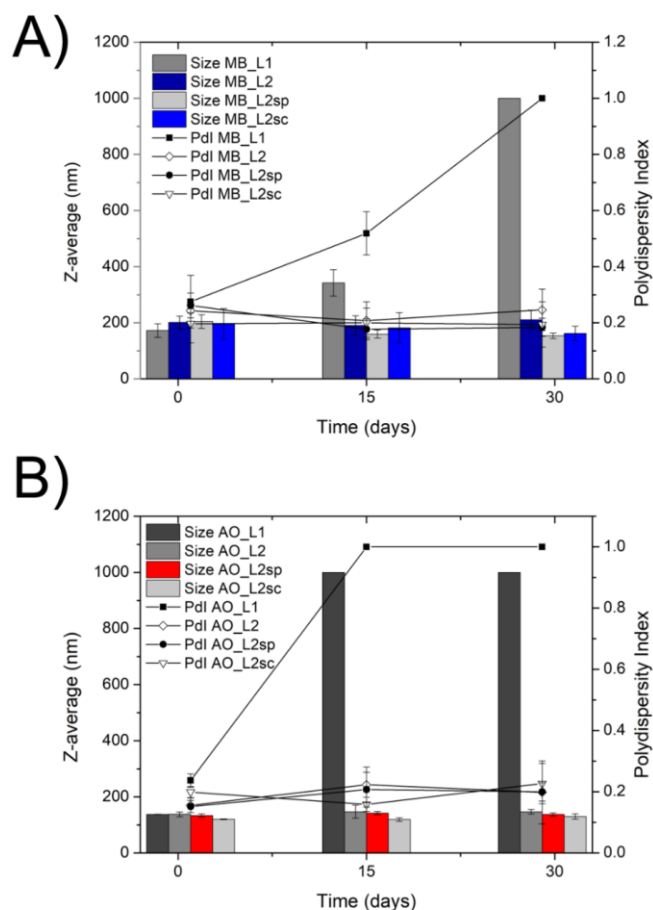 A)
1200
1000
800
600
400
200
0
Z-average (nm)
Size MB_L1
Size MB_L2
Size MB_L2sp
Size MB_L2sc
PdI MB_L1
PdI MB_L2
PdI MB_L2sp
PdI MB_L2sc
1.2
1.0
0.8
0.6
0.4
0.2
0.0
Polydispersity Index
0
15
30
Time (days)
B)
1200
1000
800
600
400
200
0
Z-average (nm)
Size AO_L1
Size AO_L2
Size AO_L2sp
Size AO_L2sc
PdI AO_L1
PdI AO_L2
PdI AO_L2sp
PdI AO_L2sc
1.0
0.8
0.6
0.4
0.2
0.0
Polydispersity Index
0
15
30
Time (days)